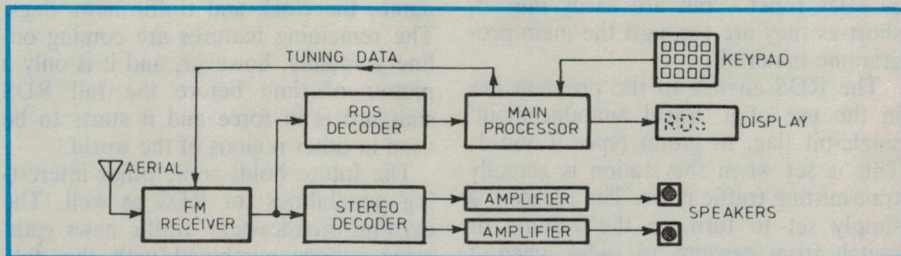 TUNING DATA
KEYPAD
RDS
DECODER
MAIN
PROCESSOR
RDS
DISPLAY
AERIAL
FM
RECEIVER
STEREO
DECODER
AMPLIFIER
AMPLIFIER
SPEAKERS